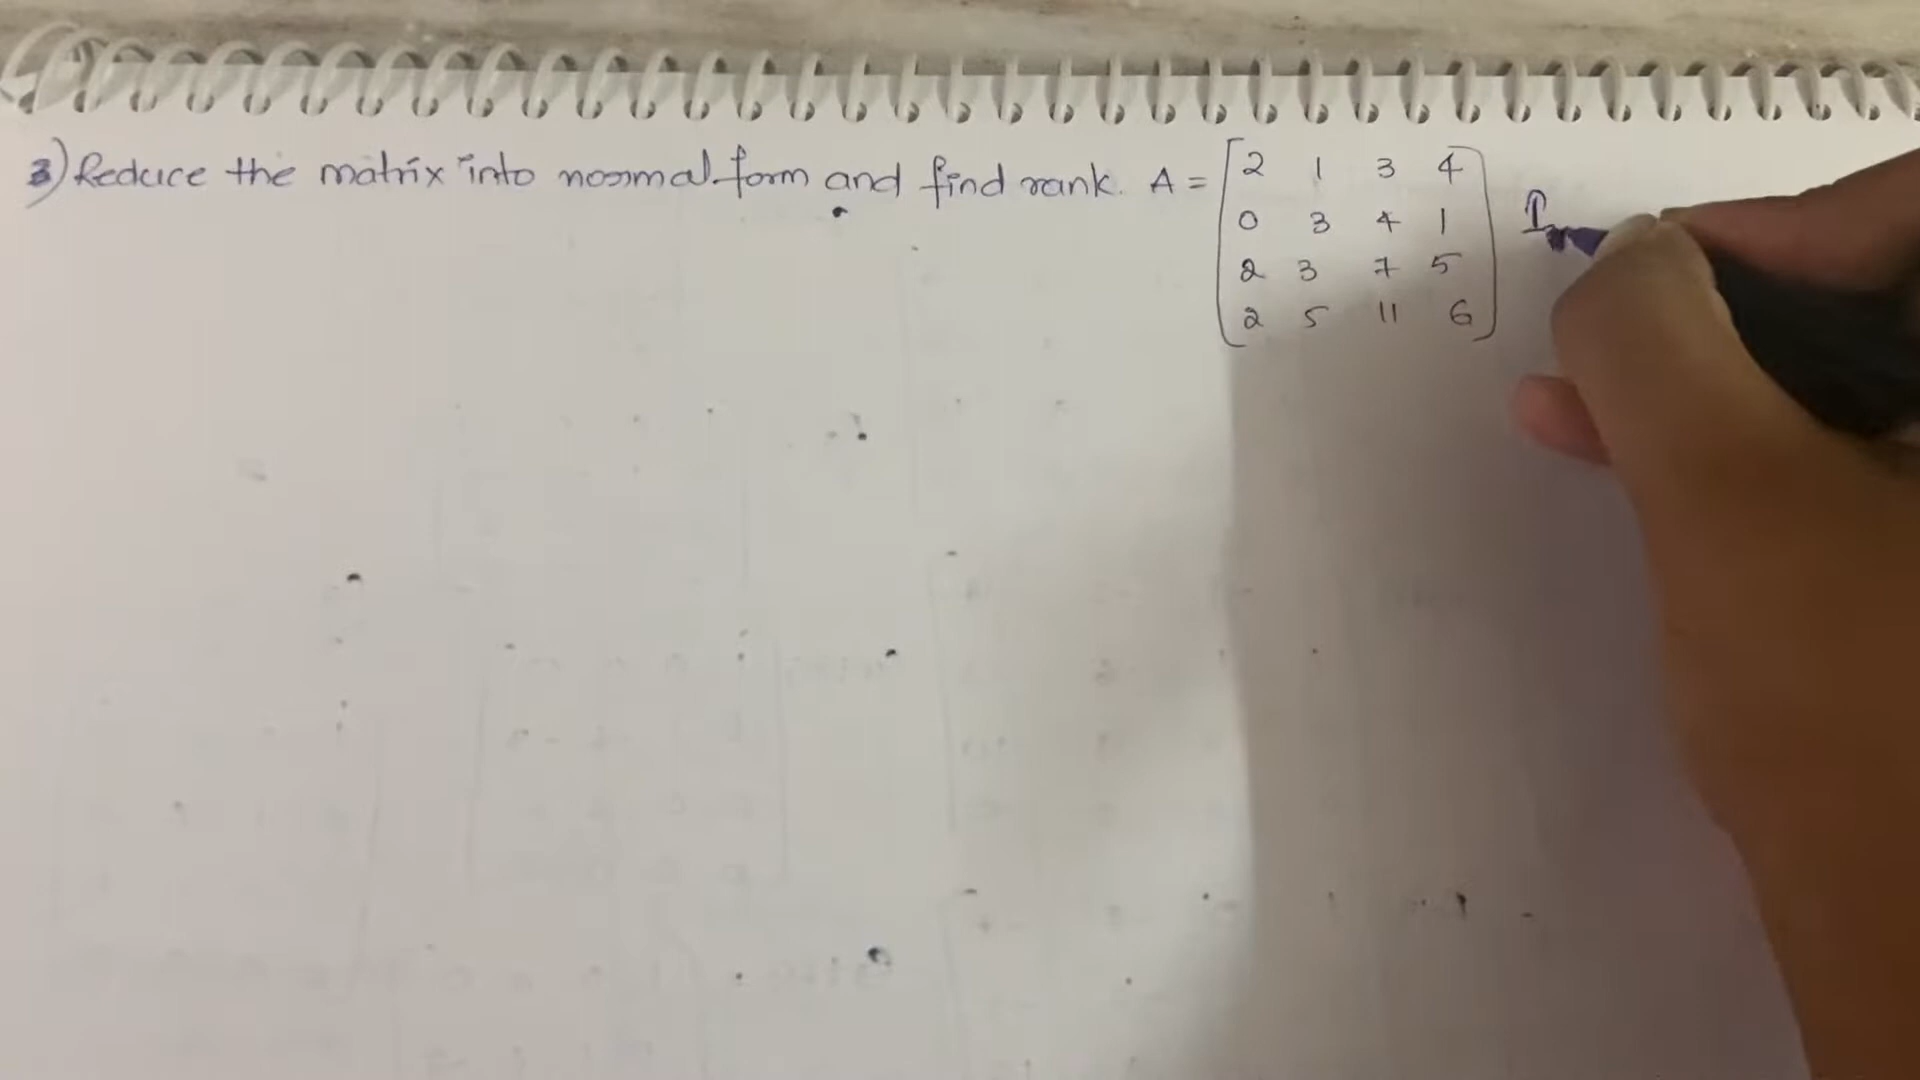 3) Reduce the matrix into normal form and find rank. A = [2 1 3 4
0 3 4 1
2 3 7 5
2 5 11 6]